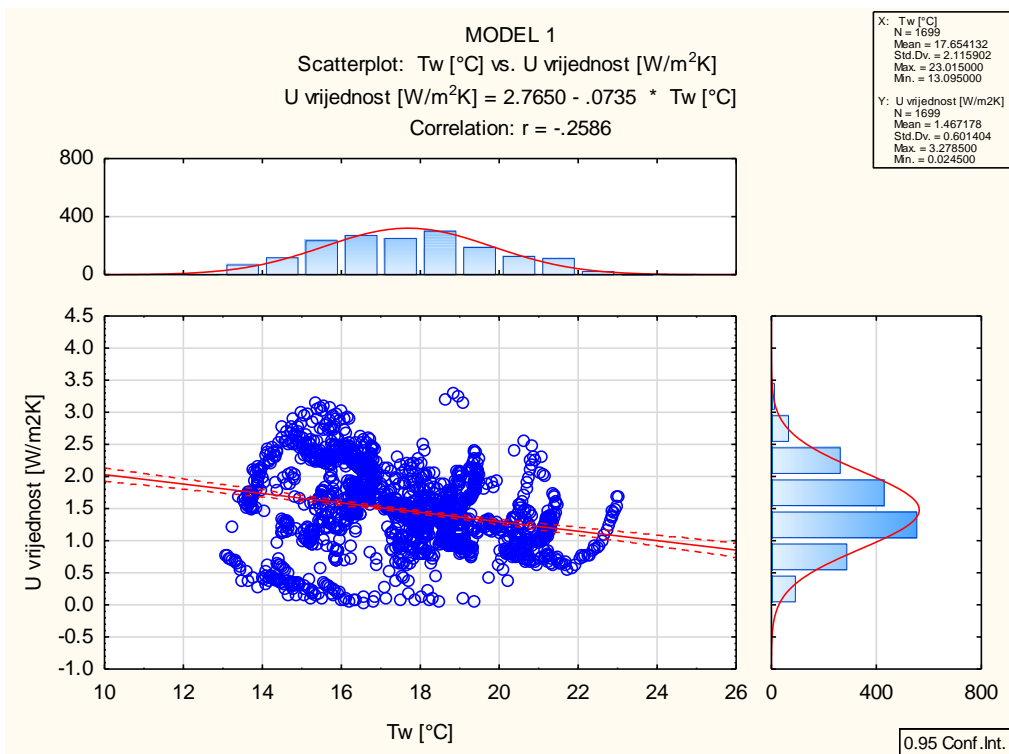 MODEL 1
Scatterplot: Tw [°C] vs. U vrijednost [W/m²K]
U vrijednost [W/m²K] = 2.7650 - .0735 * Tw [°C]
Correlation: r = -.2586
X: Tw [°C]
N = 1699
Mean = 17.654132
Std.Dv. = 2.115902
Max. = 23.015000
Min. = 13.095000
Y: U vrijednost [W/m2K]
N = 1699
Mean = 1.467178
Std.Dv. = 0.601404
Max. = 3.278500
Min. = 0.024500
800
400
0
4.5
4.0
3.5
3.0
2.5
2.0
1.5
1.0
0.5
0.0
-0.5
-1.0
U vrijednost [W/m2K]
10 12 14 16 18 20 22 24 26
Tw [°C]
0 400 800
0.95 Conf.Int.